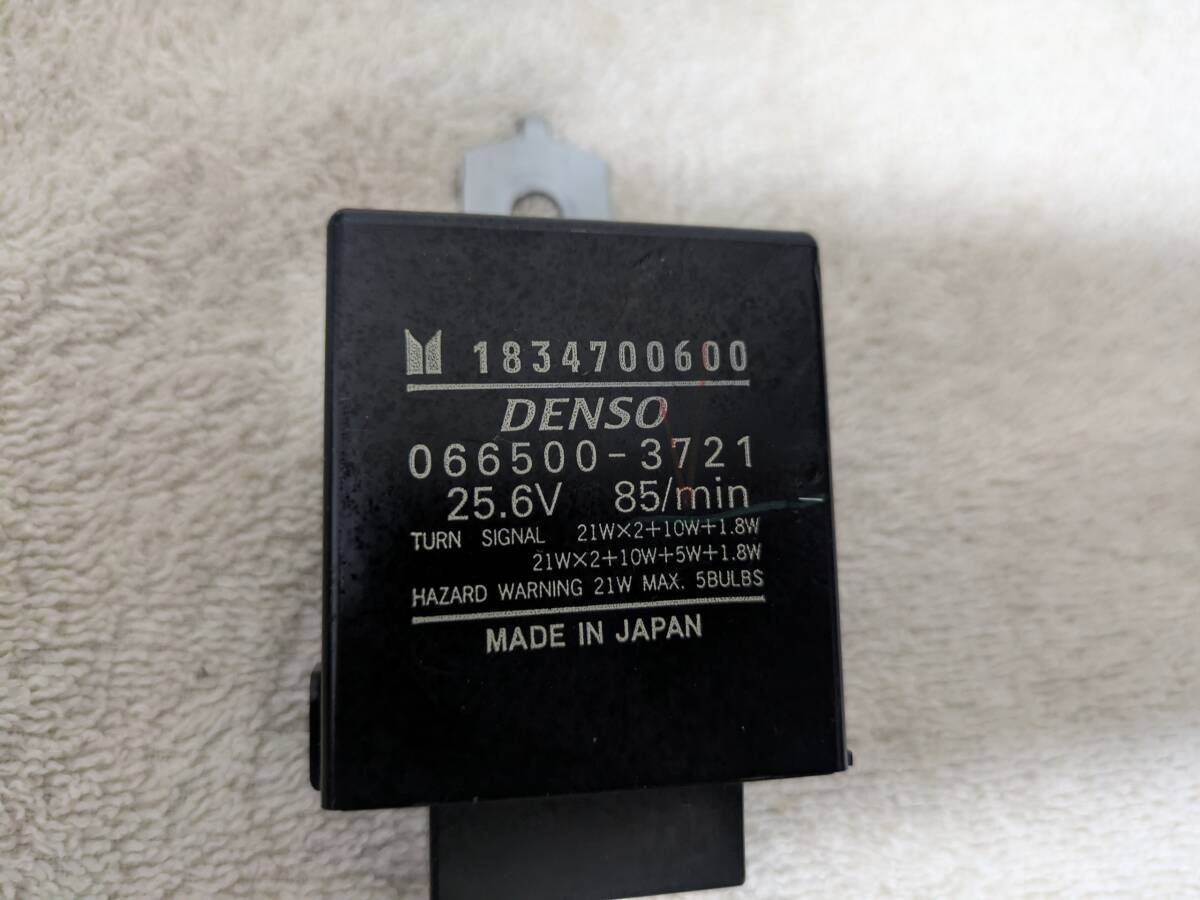 1834700600
DENSO
066500-3721
25.6V 85/min
TURN SIGNAL 21W×2+10W+1.8W
21W×2+10W+5W+1.8W
HAZARD WARNING 21W MAX. 5BULBS
MADE IN JAPAN